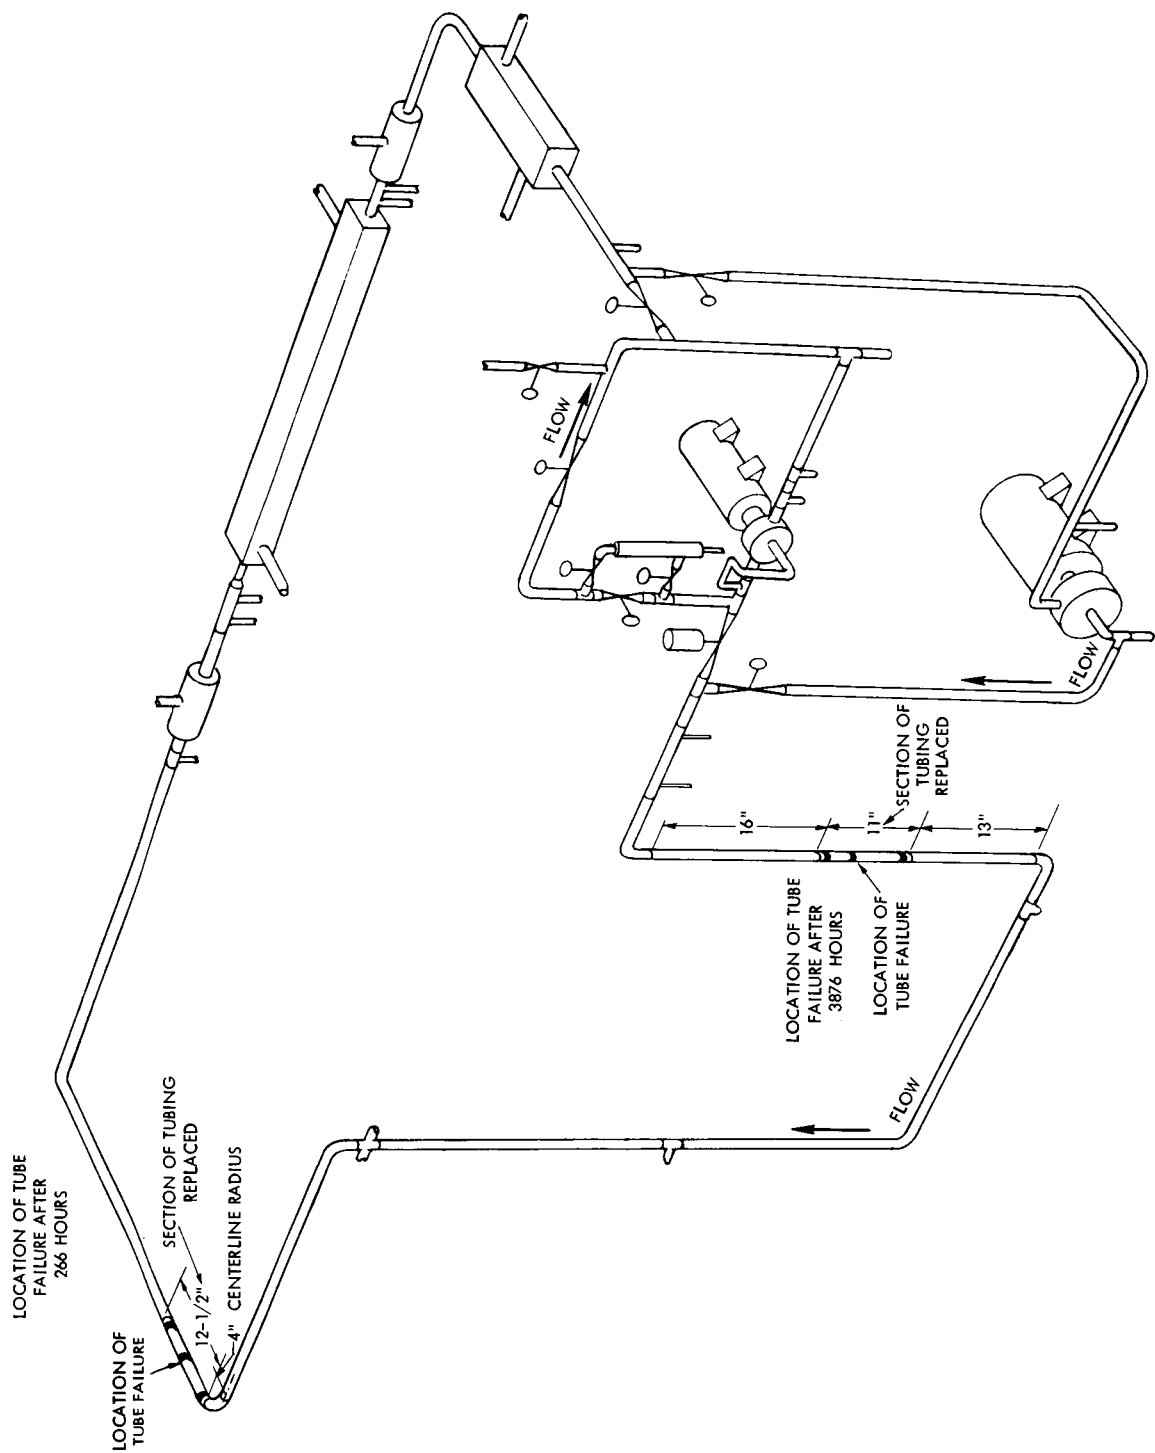 LOCATION OF TUBE
FAILURE AFTER
266 HOURS
LOCATION OF
TUBE FAILURE
SECTION OF TUBING
REPLACED
12-1/2"
4" CENTERLINE RADIUS
FLOW
FLOW
FLOW
16"
11"
13"
SECTION OF
TUBING
REPLACED
LOCATION OF TUBE
FAILURE AFTER
3876 HOURS
LOCATION OF
TUBE FAILURE